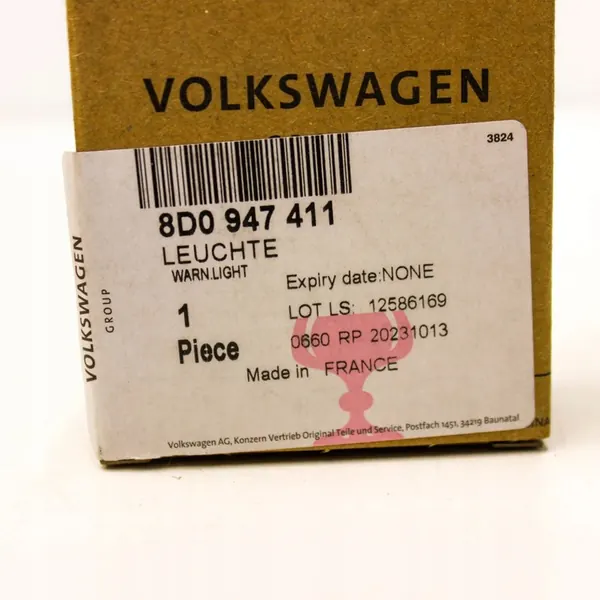 VOLKSWAGEN
3824
8D0 947 411
LEUCHTE
WARN.LIGHT
Expiry date:NONE
1
Piece
LOT LS: 12586169
0660 RP 20231013
Made in FRANCE
VOLKSWAGEN
GROUP
Volkswagen AG, Konzern Vertrieb Original Teile und Service, Postfach 1451, 34219 Baunatal